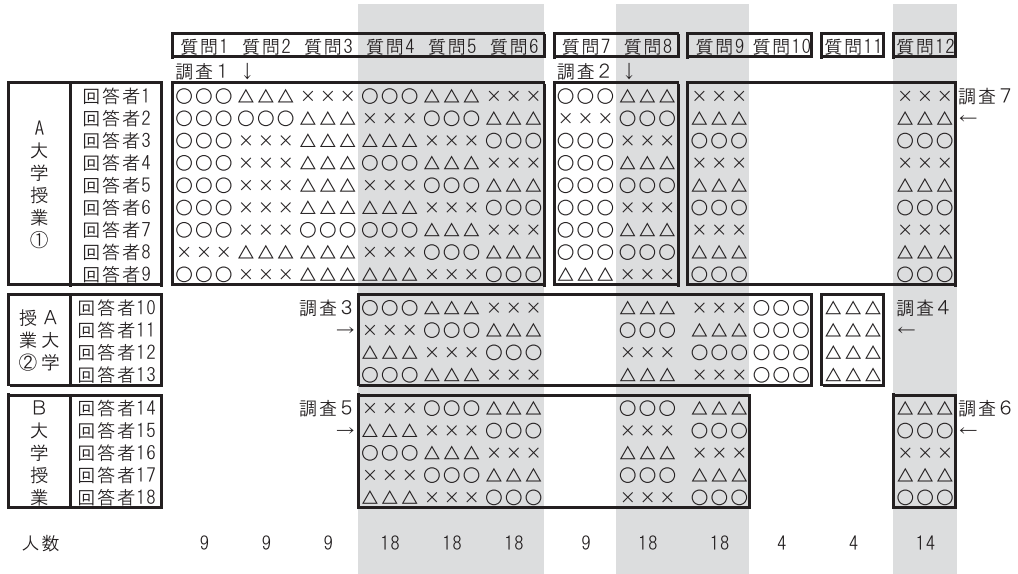 質問1 質問2 質問3 質問4 質問5 質問6 質問7 質問8 質問9 質問10 質問11 質問12
調査1 ↓ 調査2 ↓
A大学授業①
回答者1 ○○○ △△△ ××× ○○○ △△△ ××× ○○○ △△△ ××× ××× 調査7
回答者2 ○○○ ○○○ △△△ ××× ○○○ △△△ ××× ○○○ △△△ △△△ ←
回答者3 ○○○ ××× △△△ △△△ ××× ○○○ ○○○ ××× ○○○ ○○○
回答者4 ○○○ ××× △△△ ○○○ △△△ ××× ○○○ △△△ ××× ×××
回答者5 ○○○ ××× △△△ ××× ○○○ △△△ ○○○ ○○○ △△△ △△△
回答者6 ○○○ ××× △△△ △△△ ××× ○○○ ○○○ ××× ○○○ ○○○
回答者7 ○○○ ××× ○○○ ○○○ △△△ ××× ○○○ △△△ ××× ×××
回答者8 ××× △△△ △△△ ××× ○○○ △△△ ○○○ ○○○ △△△ △△△
回答者9 ○○○ ××× △△△ △△△ ××× ○○○ △△△ ××× ○○○ ○○○
A大学授業②
回答者10 調査3 ○○○ △△△ ××× △△△ ××× ○○○ △△△ 調査4
回答者11 → ××× ○○○ △△△ ○○○ △△△ ○○○ △△△ ←
回答者12 △△△ ××× ○○○ ××× ○○○ ○○○ △△△
回答者13 ○○○ △△△ ××× △△△ ××× ○○○ △△△
B大学授業
回答者14 調査5 ××× ○○○ △△△ ○○○ △△△ △△△ 調査6
回答者15 → △△△ ××× ○○○ ××× ○○○ ○○○ ←
回答者16 ○○○ △△△ ××× △△△ ××× ×××
回答者17 ××× ○○○ △△△ ○○○ △△△ △△△
回答者18 △△△ ××× ○○○ ××× ○○○ ○○○
人数 9 9 9 18 18 18 9 18 18 4 4 14